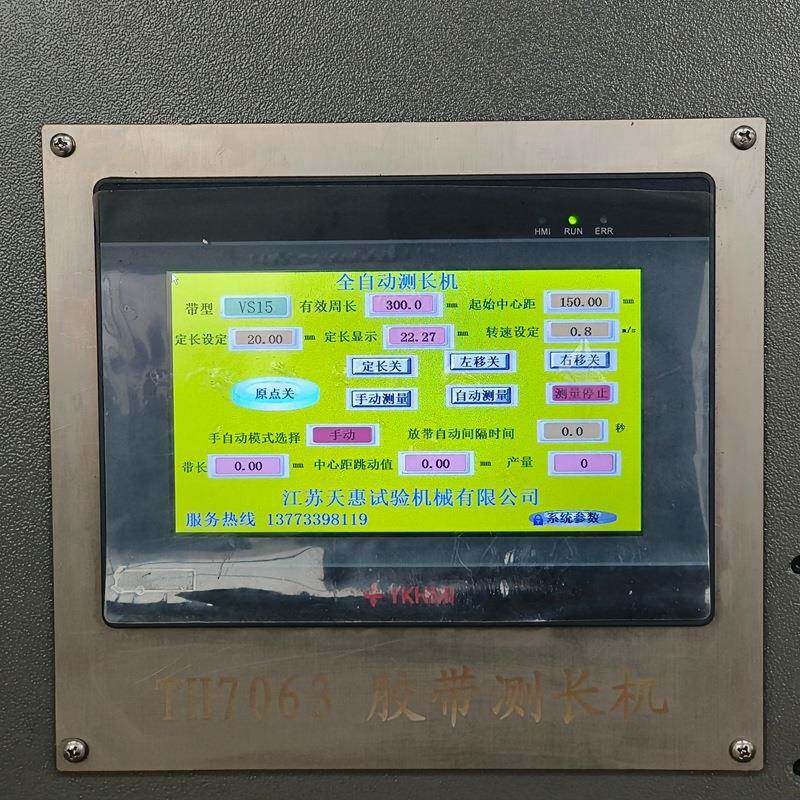 HMI RUN ERR
全自动测长机
带型 VS15 有效周长 300.0 mm 起始中心距 150.00 mm
定长设定 20.00 mm 定长显示 22.27 mm 转速设定 0.8 m/s
定长关 左移关 右移关
原点关 手动测量 自动测量 测量停止
手自动模式选择 手动 放带自动间隔时间 0.0 秒
带长 0.00 mm 中心距跳动值 0.00 mm 产量 0
江苏天惠试验机械有限公司
服务热线 13773398119 系统参数
YKHMI
TH7063 胶带测长机